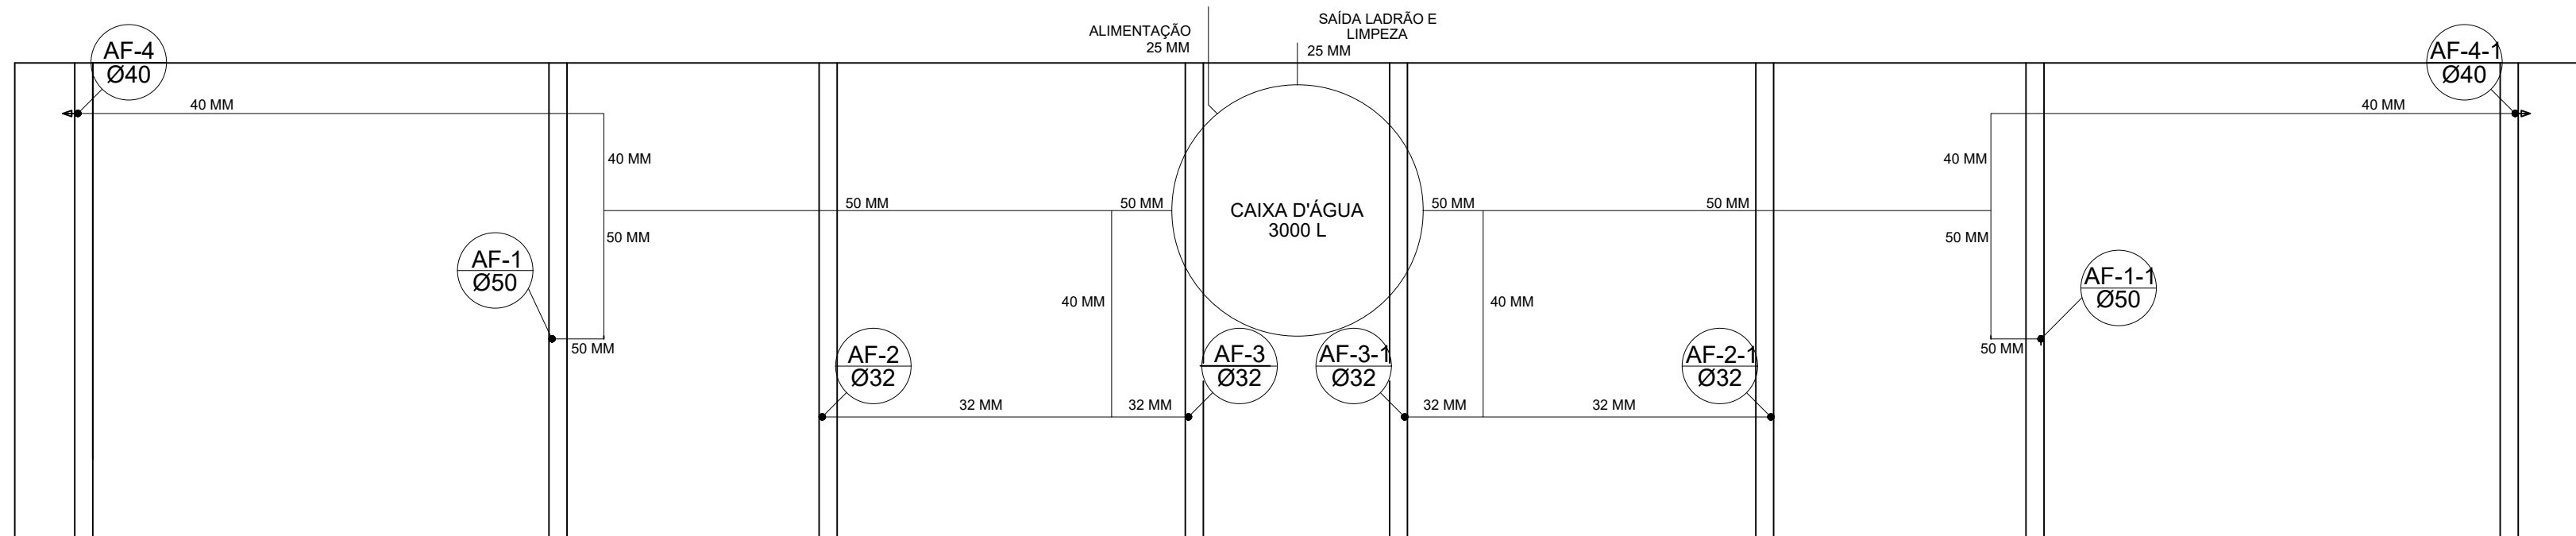 SAÍDA LADRÃO E
LIMPEZA
ALIMENTAÇÃO
25 MM
25 MM
AF-4
Ø40
AF-4-1
Ø40
40 MM
40 MM
40 MM
40 MM
50 MM
50 MM
50 MM
50 MM
CAIXA D'ÁGUA
3000 L
50 MM
50 MM
AF-1
Ø50
AF-1-1
Ø50
40 MM
40 MM
50 MM
50 MM
AF-2
Ø32
AF-3
Ø32
AF-3-1
Ø32
AF-2-1
Ø32
32 MM
32 MM
32 MM
32 MM